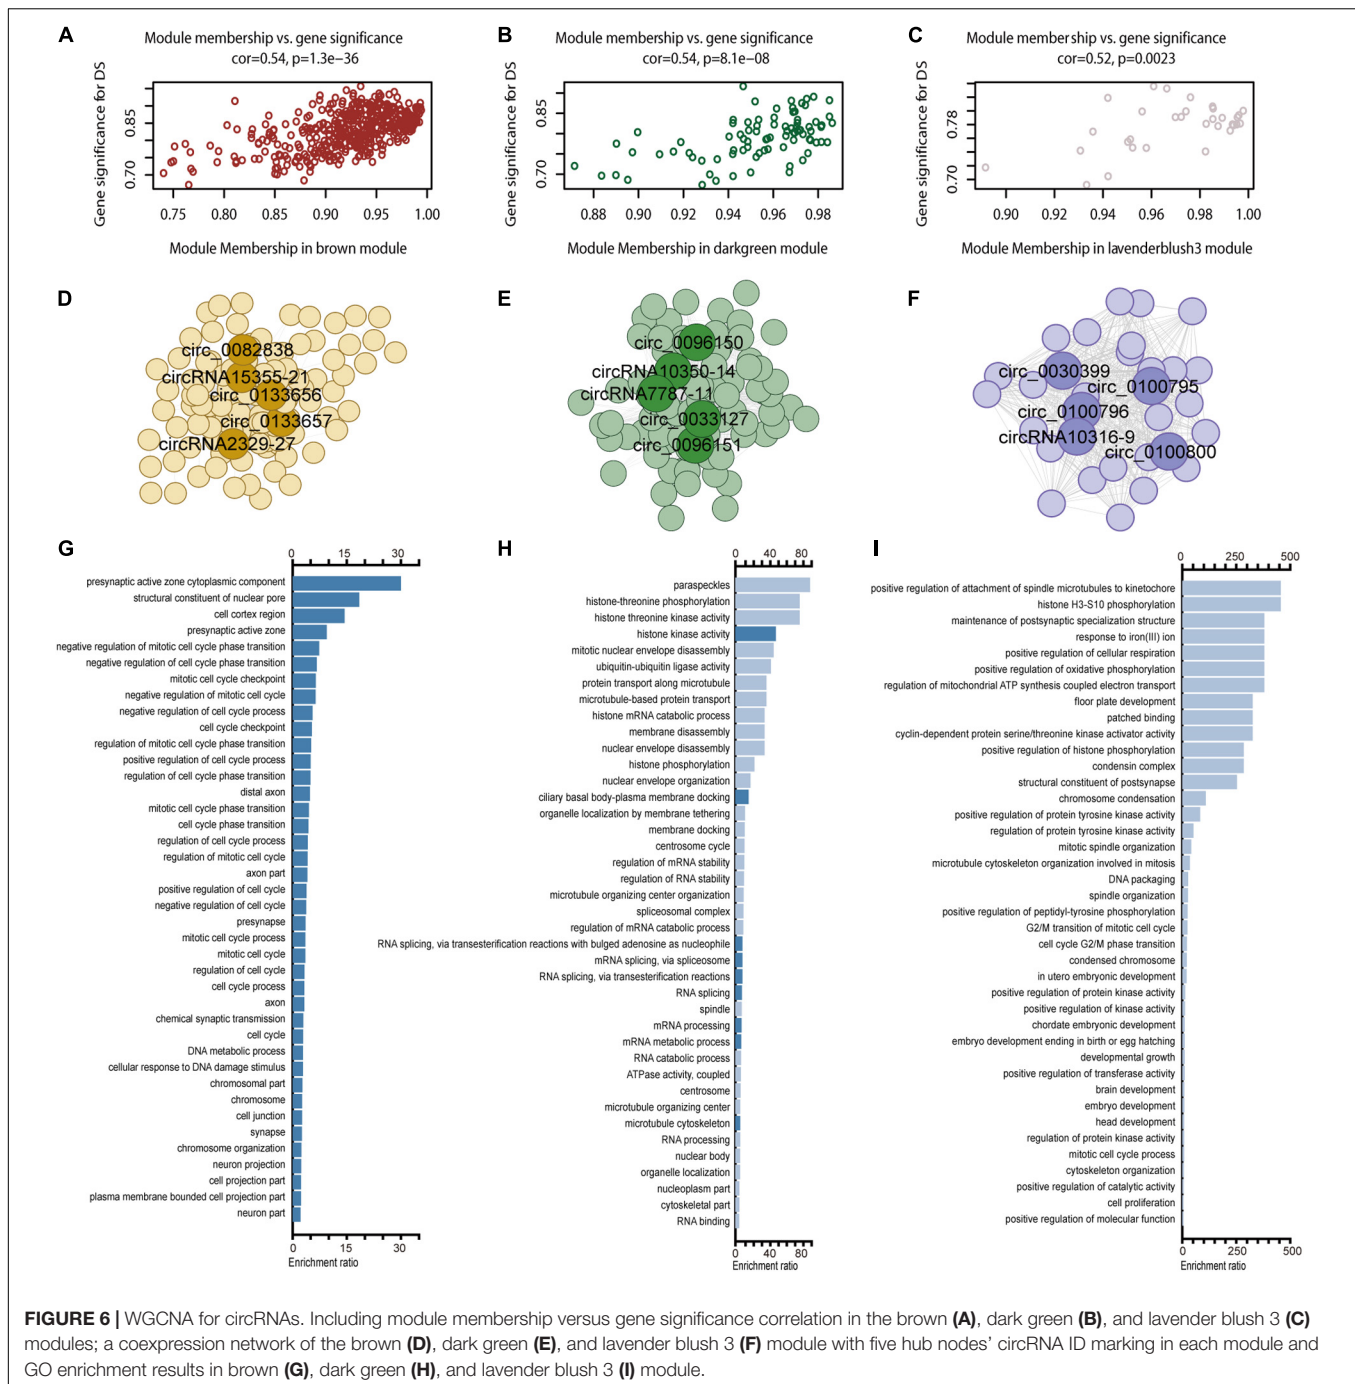 A
Module membership vs. gene significance
cor=0.54, p=1.3e−36
Gene significance for DS
0.85
0.70
0.75 0.80 0.85 0.90 0.95 1.00
Module Membership in brown module
B
Module membership vs. gene significance
cor=0.54, p=8.1e−08
Gene significance for DS
0.85
0.70
0.88 0.90 0.92 0.94 0.96 0.98
Module Membership in darkgreen module
C
Module membership vs. gene significance
cor=0.52, p=0.0023
Gene significance for DS
0.78
0.70
0.90 0.92 0.94 0.96 0.98 1.00
Module Membership in lavenderblush3 module
D
circ_0082838
circRNA15355-21
circ_0133656
circ_0133657
circRNA2329-27
E
circ_0096150
circRNA10350-14
circRNA7787-11
circ_0033127
circ_0096151
F
circ_0030399
circ_0100795
circ_0100796
circRNA10316-9
circ_0100800
G
0 15 30
presynaptic active zone cytoplasmic component
structural constituent of nuclear pore
cell cortex region
presynaptic active zone
negative regulation of mitotic cell cycle phase transition
negative regulation of cell cycle phase transition
mitotic cell cycle checkpoint
negative regulation of mitotic cell cycle
negative regulation of cell cycle process
cell cycle checkpoint
regulation of mitotic cell cycle phase transition
positive regulation of cell cycle process
regulation of cell cycle phase transition
distal axon
mitotic cell cycle phase transition
cell cycle phase transition
regulation of cell cycle process
regulation of mitotic cell cycle
axon part
positive regulation of cell cycle
negative regulation of cell cycle
presynapse
mitotic cell cycle process
mitotic cell cycle
regulation of cell cycle
cell cycle process
axon
chemical synaptic transmission
cell cycle
DNA metabolic process
cellular response to DNA damage stimulus
chromosomal part
chromosome
cell junction
synapse
chromosome organization
neuron projection
cell projection part
plasma membrane bounded cell projection part
neuron part
0 15 30
Enrichment ratio
H
0 40 80
paraspeckles
histone-threonine phosphorylation
histone threonine kinase activity
histone kinase activity
mitotic nuclear envelope disassembly
ubiquitin-ubiquitin ligase activity
protein transport along microtubule
microtubule-based protein transport
histone mRNA catabolic process
membrane disassembly
nuclear envelope disassembly
histone phosphorylation
nuclear envelope organization
ciliary basal body-plasma membrane docking
organelle localization by membrane tethering
membrane docking
centrosome cycle
regulation of mRNA stability
regulation of RNA stability
microtubule organizing center organization
spliceosomal complex
regulation of mRNA catabolic process
RNA splicing, via transesterification reactions with bulged adenosine as nucleophile
mRNA splicing, via spliceosome
RNA splicing, via transesterification reactions
RNA splicing
spindle
mRNA processing
mRNA metabolic process
RNA catabolic process
ATPase activity, coupled
centrosome
microtubule organizing center
microtubule cytoskeleton
RNA processing
nuclear body
organelle localization
nucleoplasm part
cytoskeletal part
RNA binding
0 40 80
Enrichment ratio
I
0 250 500
positive regulation of attachment of spindle microtubules to kinetochore
histone H3-S10 phosphorylation
maintenance of postsynaptic specialization structure
response to iron(III) ion
positive regulation of cellular respiration
positive regulation of oxidative phosphorylation
regulation of mitochondrial ATP synthesis coupled electron transport
floor plate development
patched binding
cyclin-dependent protein serine/threonine kinase activator activity
positive regulation of histone phosphorylation
condensin complex
structural constituent of postsynapse
chromosome condensation
positive regulation of protein tyrosine kinase activity
regulation of protein tyrosine kinase activity
mitotic spindle organization
microtubule cytoskeleton organization involved in mitosis
DNA packaging
spindle organization
positive regulation of peptidyl-tyrosine phosphorylation
G2/M transition of mitotic cell cycle
cell cycle G2/M phase transition
condensed chromosome
in utero embryonic development
positive regulation of protein kinase activity
positive regulation of kinase activity
chordate embryonic development
embryo development ending in birth or egg hatching
developmental growth
positive regulation of transferase activity
brain development
embryo development
head development
regulation of protein kinase activity
mitotic cell cycle process
cytoskeleton organization
positive regulation of catalytic activity
cell proliferation
positive regulation of molecular function
0 250 500
Enrichment ratio
FIGURE 6 | WGCNA for circRNAs. Including module membership versus gene significance correlation in the brown (A), dark green (B), and lavender blush 3 (C)
modules; a coexpression network of the brown (D), dark green (E), and lavender blush 3 (F) module with five hub nodes' circRNA ID marking in each module and
GO enrichment results in brown (G), dark green (H), and lavender blush 3 (I) module.